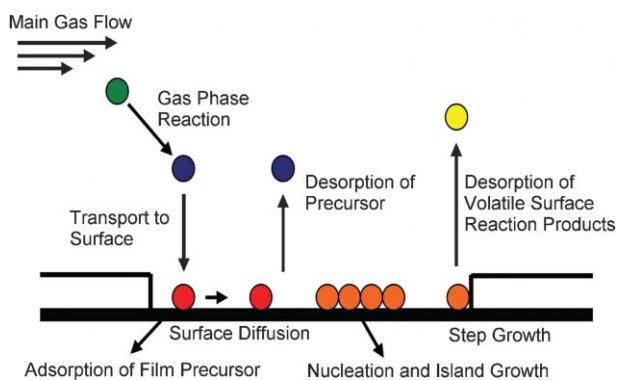 Main Gas Flow
Gas Phase
Reaction
Transport to
Surface
Desorption of
Precursor
Desorption of
Volatile Surface
Reaction Products
Surface Diffusion
Step Growth
Adsorption of Film Precursor
Nucleation and Island Growth